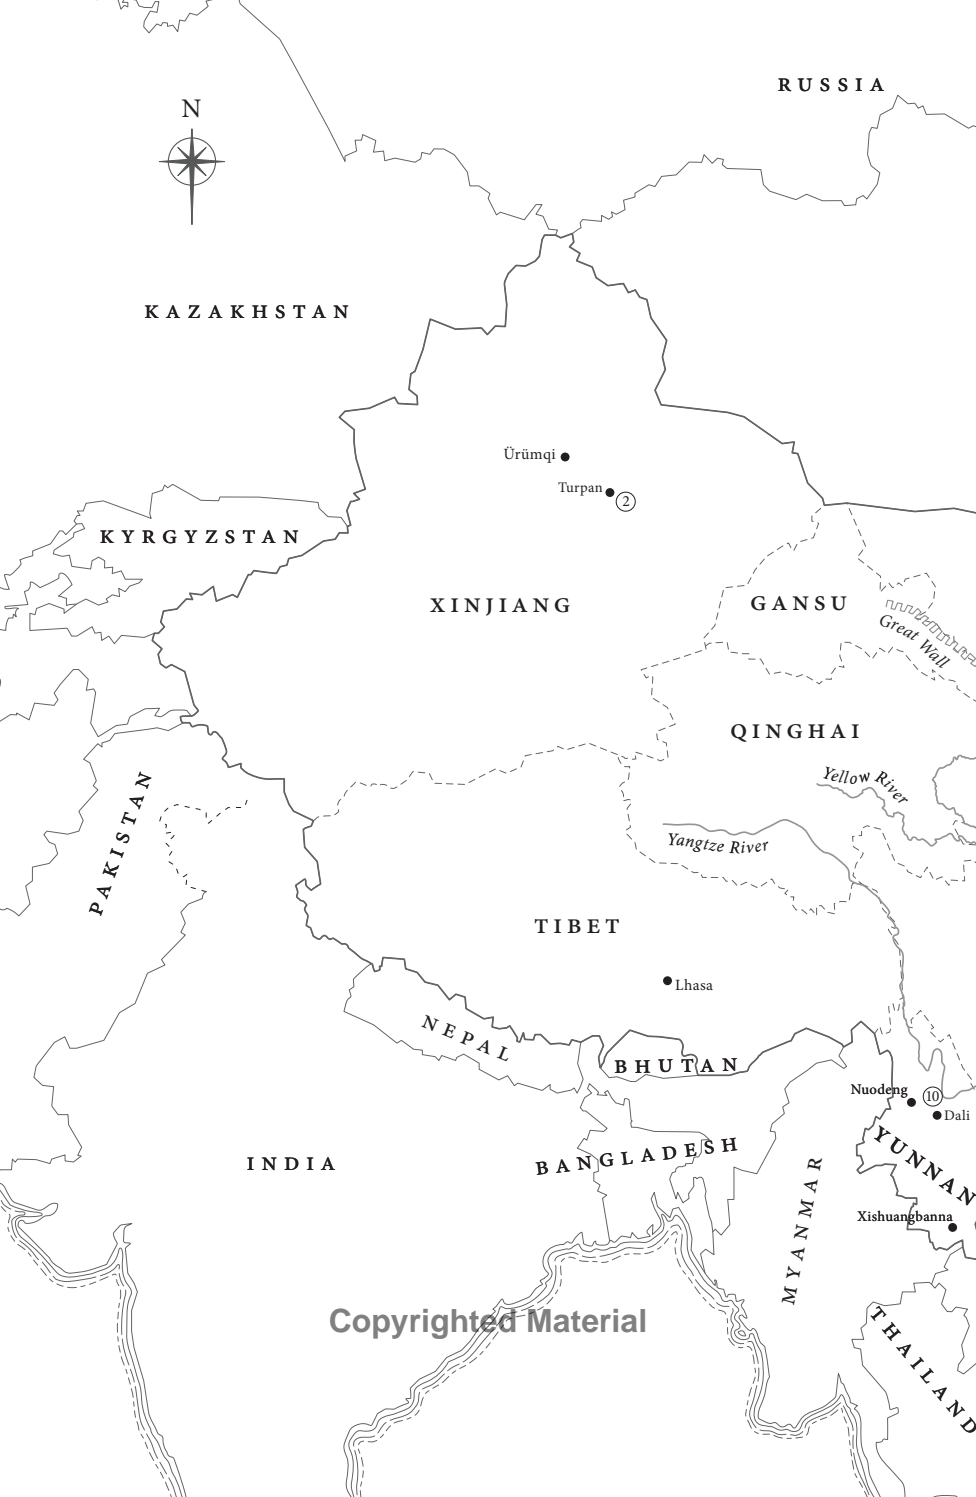 RUSSIA
N
KAZAKHSTAN
Ürümqi
Turpan
2
KYRGYZSTAN
XINJIANG
GANSU
Great Wall
QINGHAI
Yellow River
PAKISTAN
Yangtze River
TIBET
Lhasa
NEPAL
BHUTAN
Nuodeng
10
Dali
YUNNAN
INDIA
BANGLADESH
MYANMAR
Xishuangbanna
THAILAND
Copyrighted Material